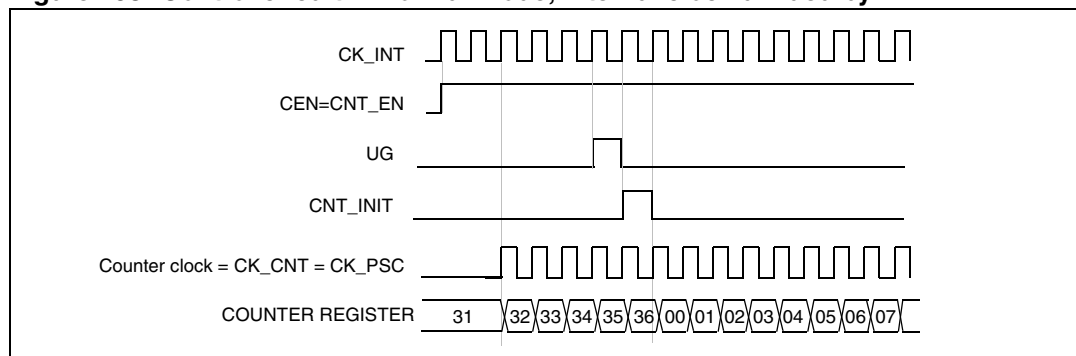 CK_INT
CEN=CNT_EN
UG
CNT_INIT
Counter clock = CK_CNT = CK_PSC
COUNTER REGISTER 31 32 33 34 35 36 00 01 02 03 04 05 06 07